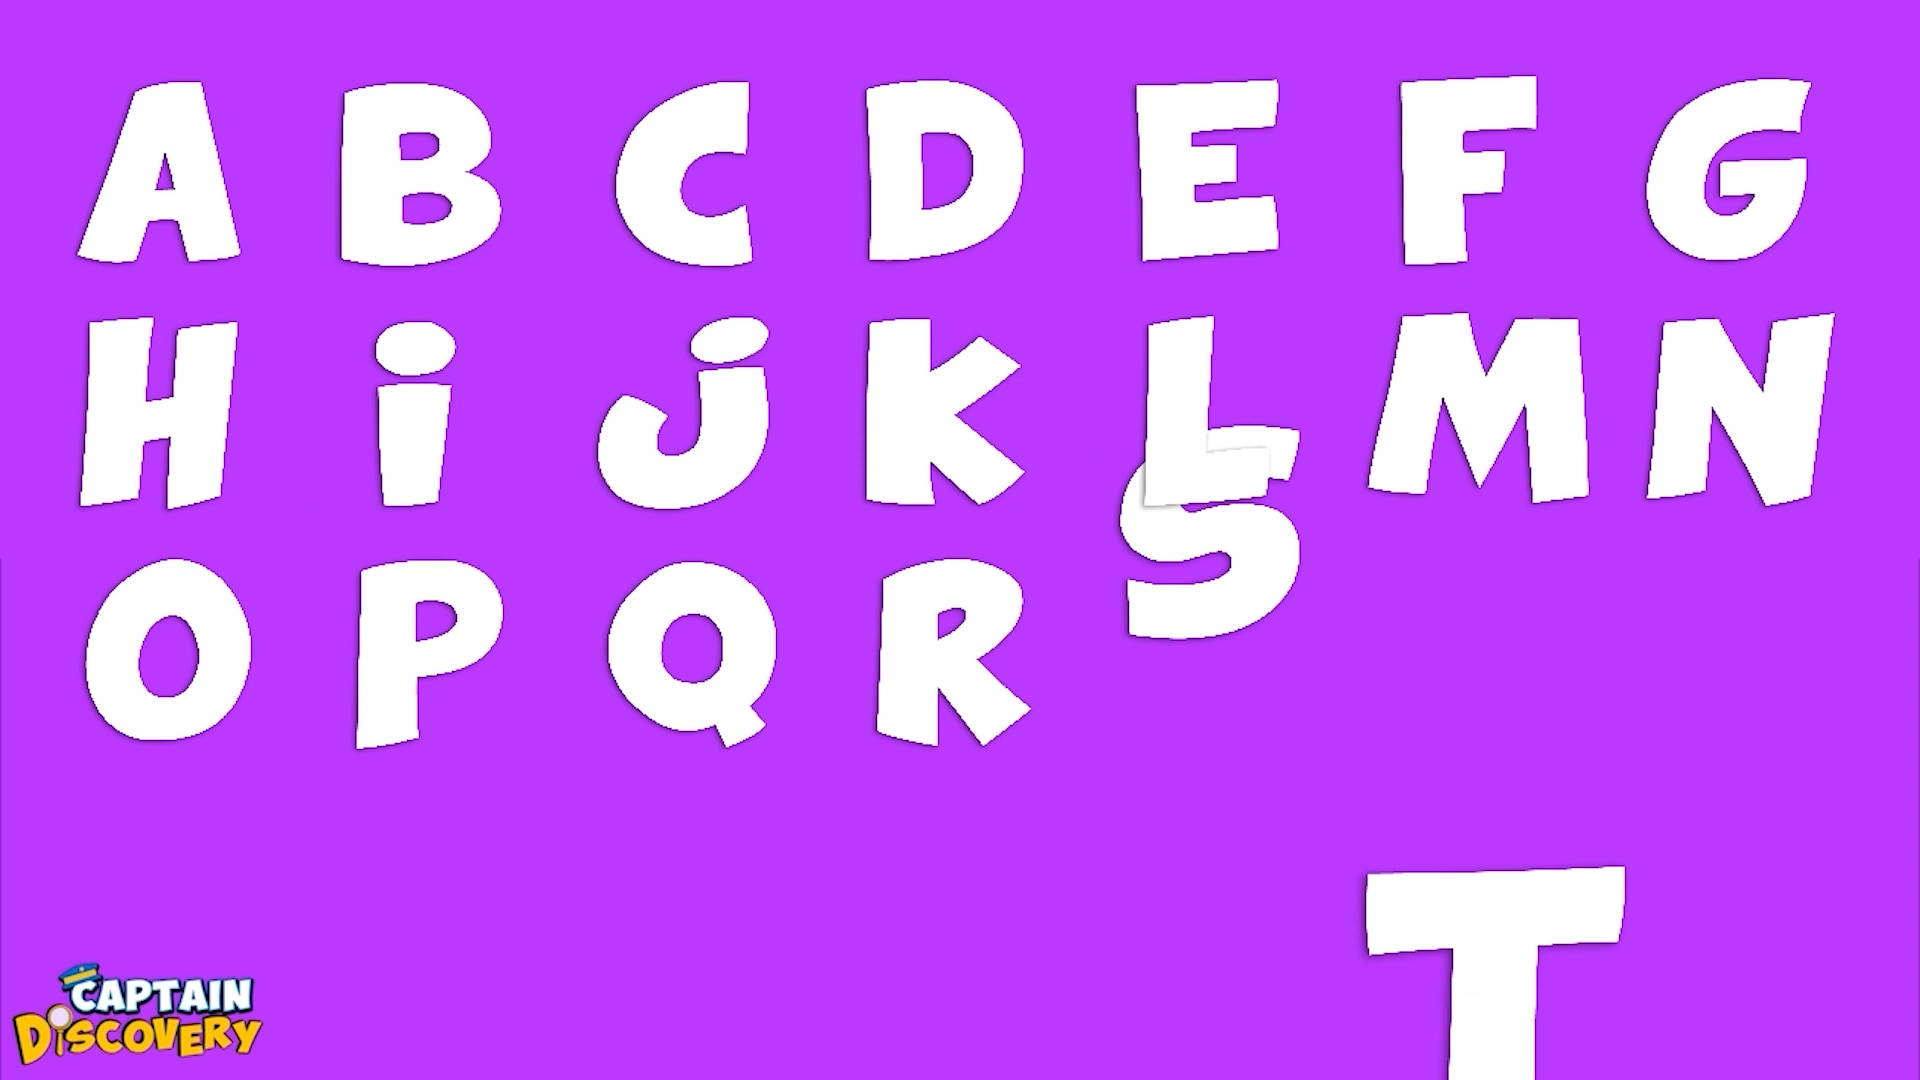 A B C D E F G
H i j K L M N
O P Q R S
T
CAPTAIN
DiSCOVERY